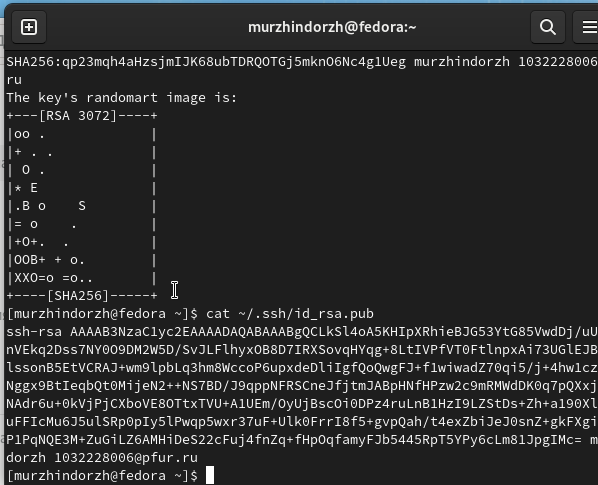 murzhindorzh@fedora:~
SHA256:qp23mqh4aHzsjmIJK68ubTDRQOTGj5mknO6Nc4g1Ueg murzhindorzh 1032228006
ru
The key's randomart image is:
+---[RSA 3072]----+
|oo .             |
|+ . .            |
| O .             |
|* E              |
|.B o    S        |
|= o    .         |
|+O+.  .          |
|OOB+ + o.        |
|XXO=o =o..       |
+----[SHA256]-----+
[murzhindorzh@fedora ~]$ cat ~/.ssh/id_rsa.pub
ssh-rsa AAAAB3NzaC1yc2EAAAADAQABAAABgQCLkSl4oA5KHIpXRhieBJG53YtG85VwdDj/uU
nVEkq2Dss7NY0O9DM2W5D/SvJLFlhyxOB8D7IRXSovqHYqg+8LtIVPfVT0FtlnpxAi73UGlEJB
lssonB5EtVCRAJ+wm9lpbLq3hm8WccoP6upxdeDliIgfQoQwgFJ+f1wiwadZ70qi5/j+4hw1cz
Nggx9BtIeqbQt0MijeN2++NS7BD/J9qppNFRSCneJfjtmJABpHNfHPzw2c9mRMWdDK0q7pQXxj
NAdr6u+0kVjPjCXboVE8OTtxTVU+A1UEm/OyUjBscOi0DPz4ruLnB1HzI9LZStDs+Zh+a190Xl
uFFIcMu6J5ulSRp0pIy5lPwqp5wxr37uF+Ulk0FrrI8f5+gvpQah/t4exZbiJeJ0snZ+gkFXgi
P1PqNQE3M+ZuGiLZ6AMHiDeS22cFuj4fnZq+fHpOqfamyFJb5445RpT5YPy6cLm81JpgIMc= m
dorzh 1032228006@pfur.ru
[murzhindorzh@fedora ~]$